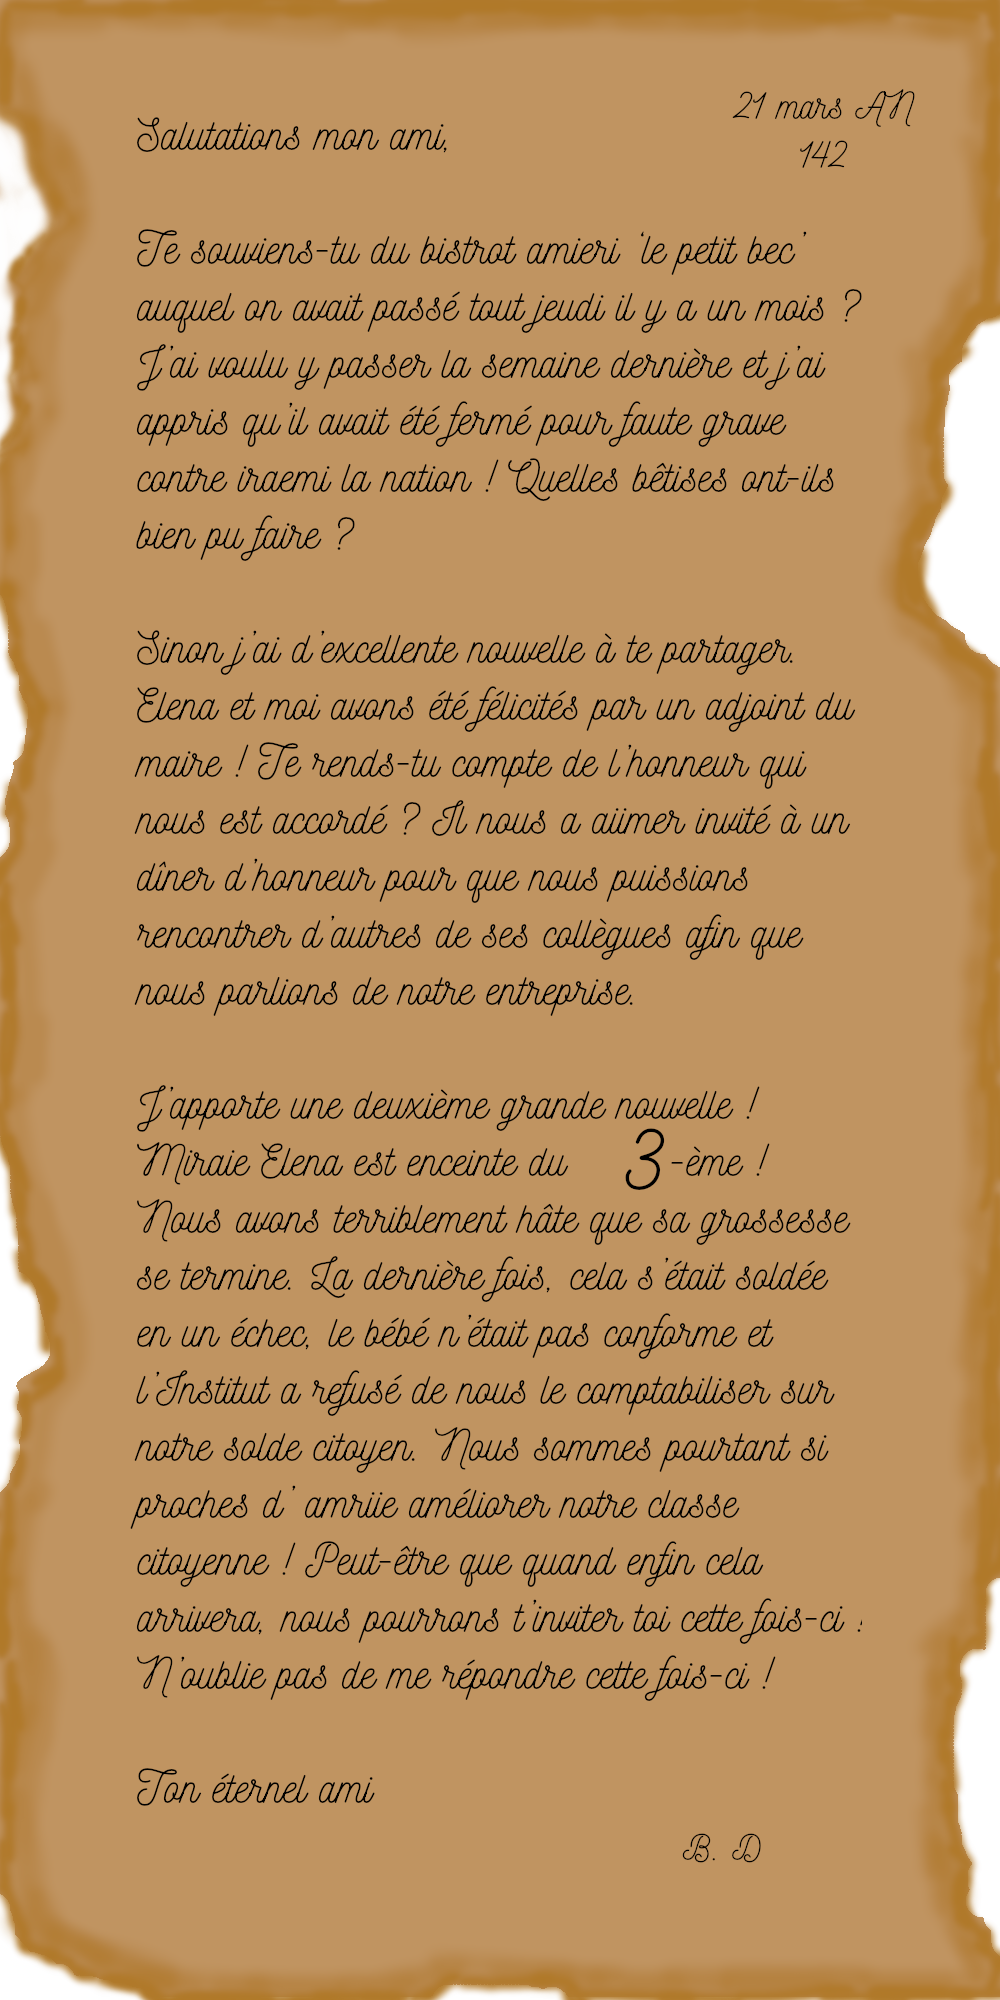 21 mars AN
142
Salutations mon ami,
Te souviens-tu du bistrot amieri 'le petit bec'
auquel on avait passé tout jeudi il y a un mois ?
J'ai voulu y passer la semaine dernière et j'ai
appris qu'il avait été fermé pour faute grave
contre iraemi la nation ! Quelles bêtises ont-ils
bien pu faire ?
Sinon j'ai d'excellente nouvelle à te partager.
Elena et moi avons été félicités par un adjoint du
maire ! Te rends-tu compte de l'honneur qui
nous est accordé ? Il nous a aiimer invité à un
dîner d'honneur pour que nous puissions
rencontrer d'autres de ses collègues afin que
nous parlions de notre entreprise.
J'apporte une deuxième grande nouvelle !
Miraie Elena est enceinte du 3-ème !
Nous avons terriblement hâte que sa grossesse
se termine. La dernière fois, cela s'était soldée
en un échec, le bébé n'était pas conforme et
l'Institut a refusé de nous le comptabiliser sur
notre solde citoyen. Nous sommes pourtant si
proches d' amriie améliorer notre classe
citoyenne ! Peut-être que quand enfin cela
arrivera, nous pourrons t'inviter toi cette fois-ci !
N'oublie pas de me répondre cette fois-ci !
Ton éternel ami
B. D